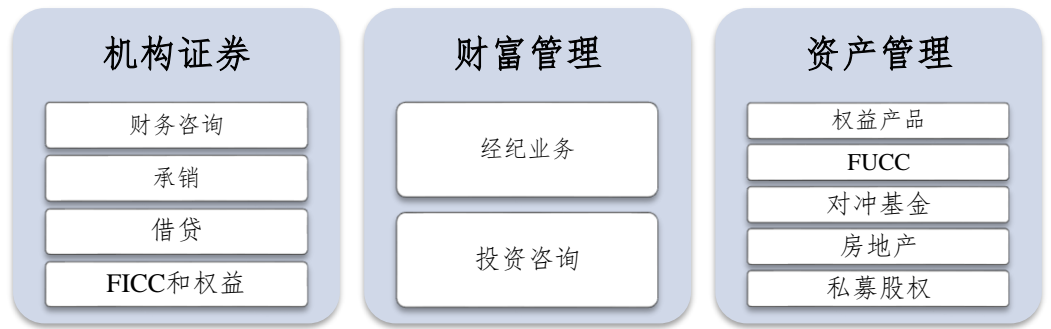 机构证券
财务咨询
承销
借贷
FICC和权益
财富管理
经纪业务
投资咨询
资产管理
权益产品
FUCC
对冲基金
房地产
私募股权